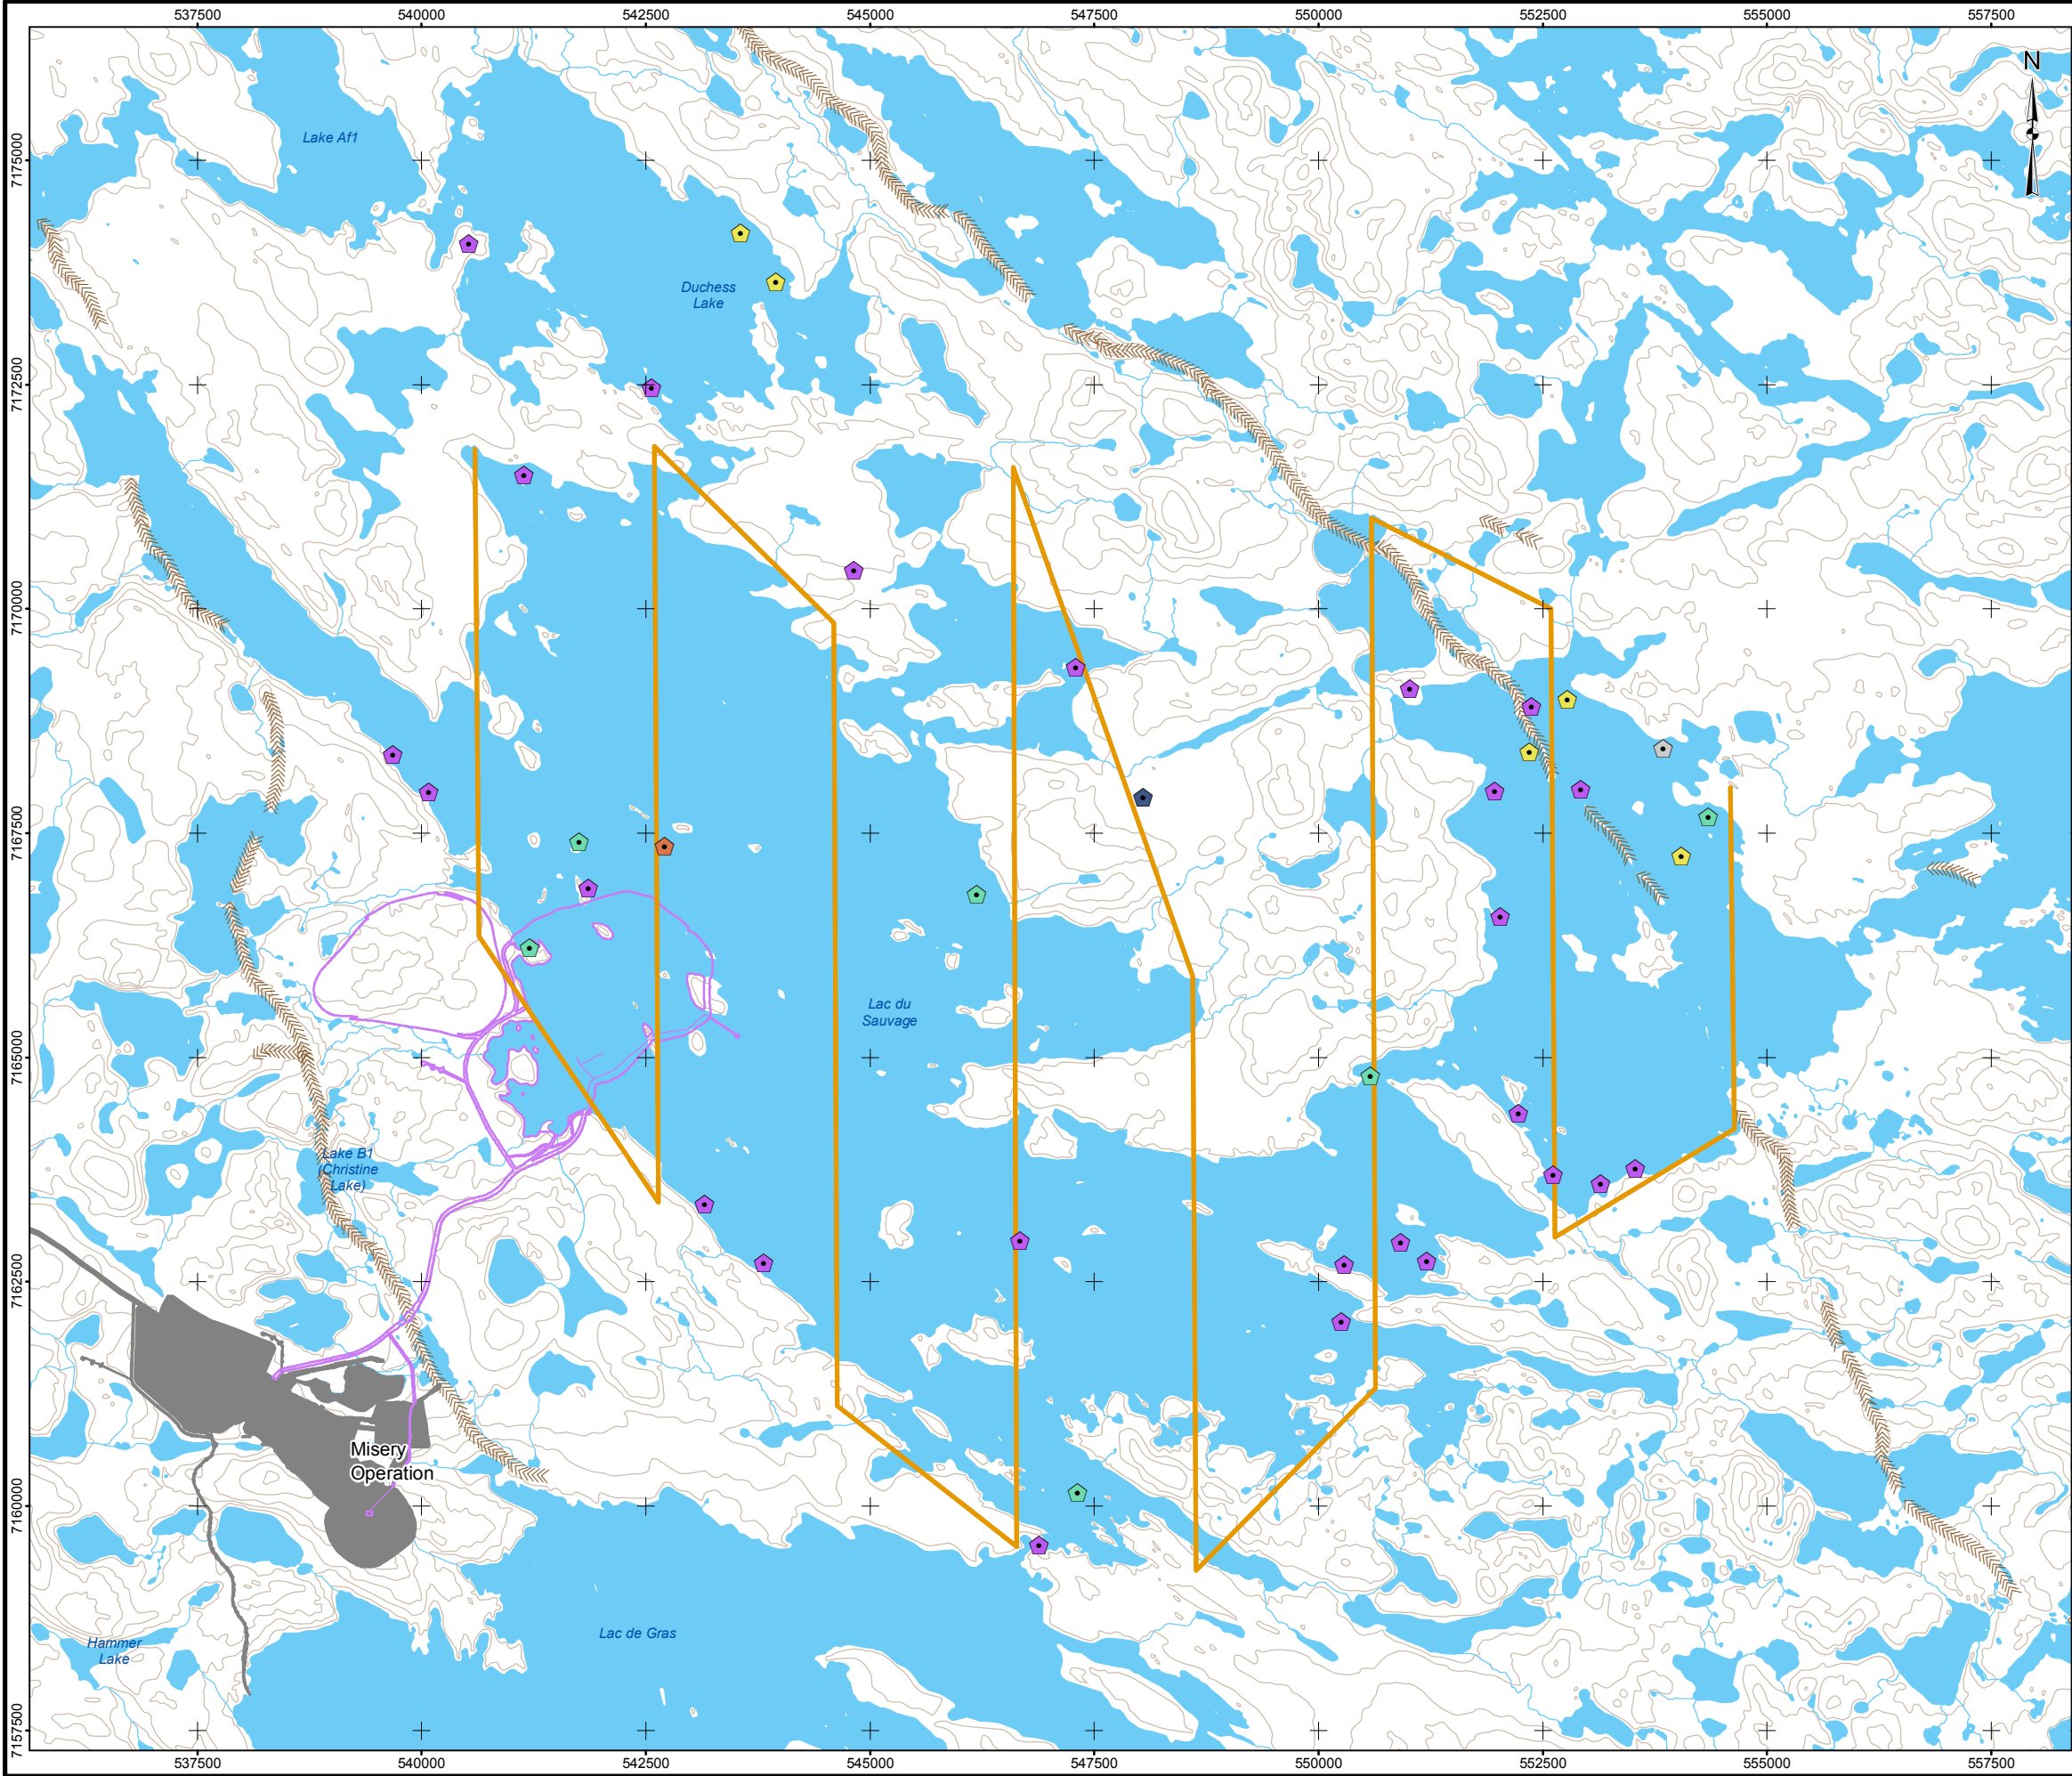 537500 540000 542500 545000 547500 550000 552500 555000 557500
N
7175000
Lake Af1
Duchess
Lake
7172500
7170000
7167500
Lac du
Sauvage
7165000
Lake B1
(Christine
Lake)
7162500
Misery
Operation
7160000
Lac de Gras
Hammer
Lake
7157500
537500 540000 542500 545000 547500 550000 552500 555000 557500